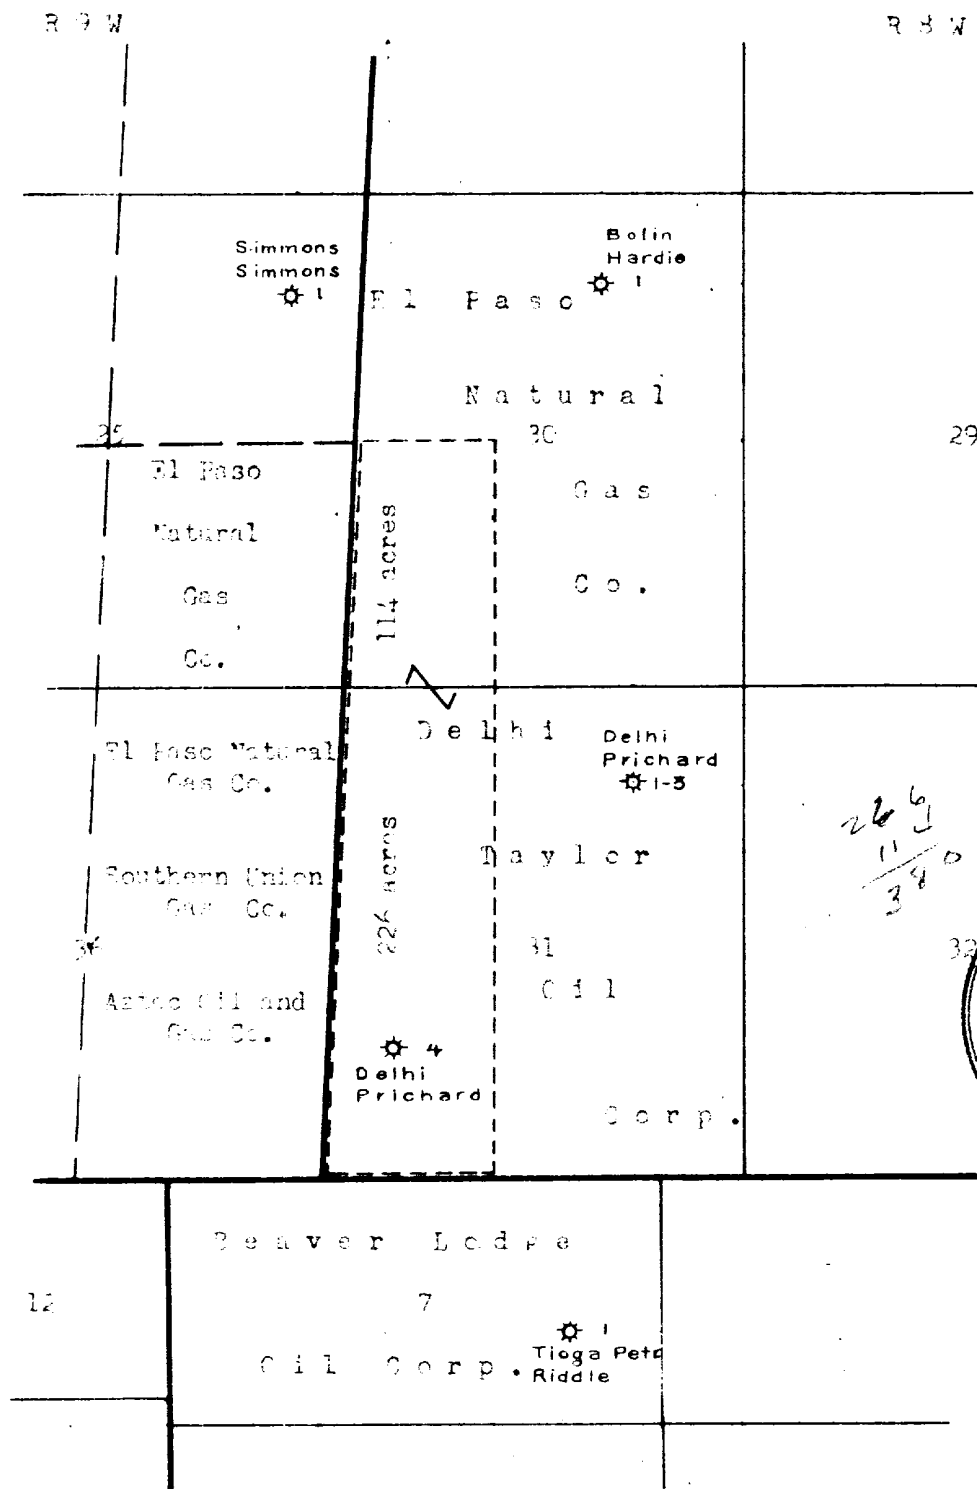 R 9 W
R 8 W
Simmons
Simmons
1
Bolin
Hardie
1
El Paso
Natural
Gas
Co.
25
30
29
El Paso
Natural
Gas
Co.
114 acres
El Paso Natural
Gas Co.
Southern Union
Gas Co.
Aztec Oil and
Gas Co.
36
Delhi
Taylor
Oil
Corp.
Delhi
Prichard
1-3
226 acres
31
32
11
380
4
Delhi
Prichard
Beaver Lodge
Oil Corp.
12
7
1
Tioga Petr
Riddle